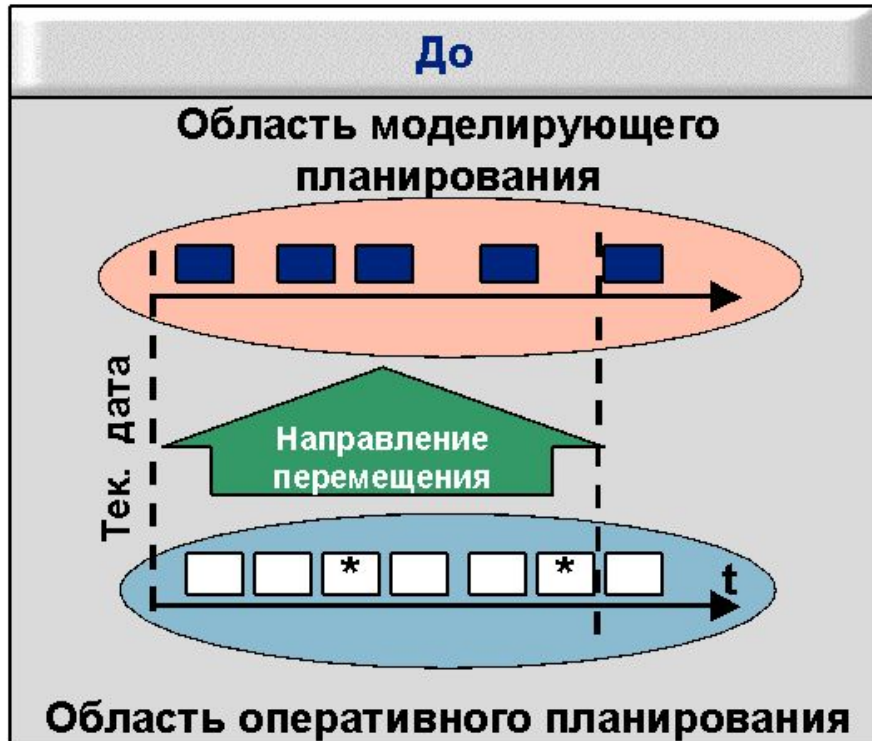 До
Область моделирующего
планирования
Тек. дата
Направление
перемещения
* *
t
Область оперативного планирования